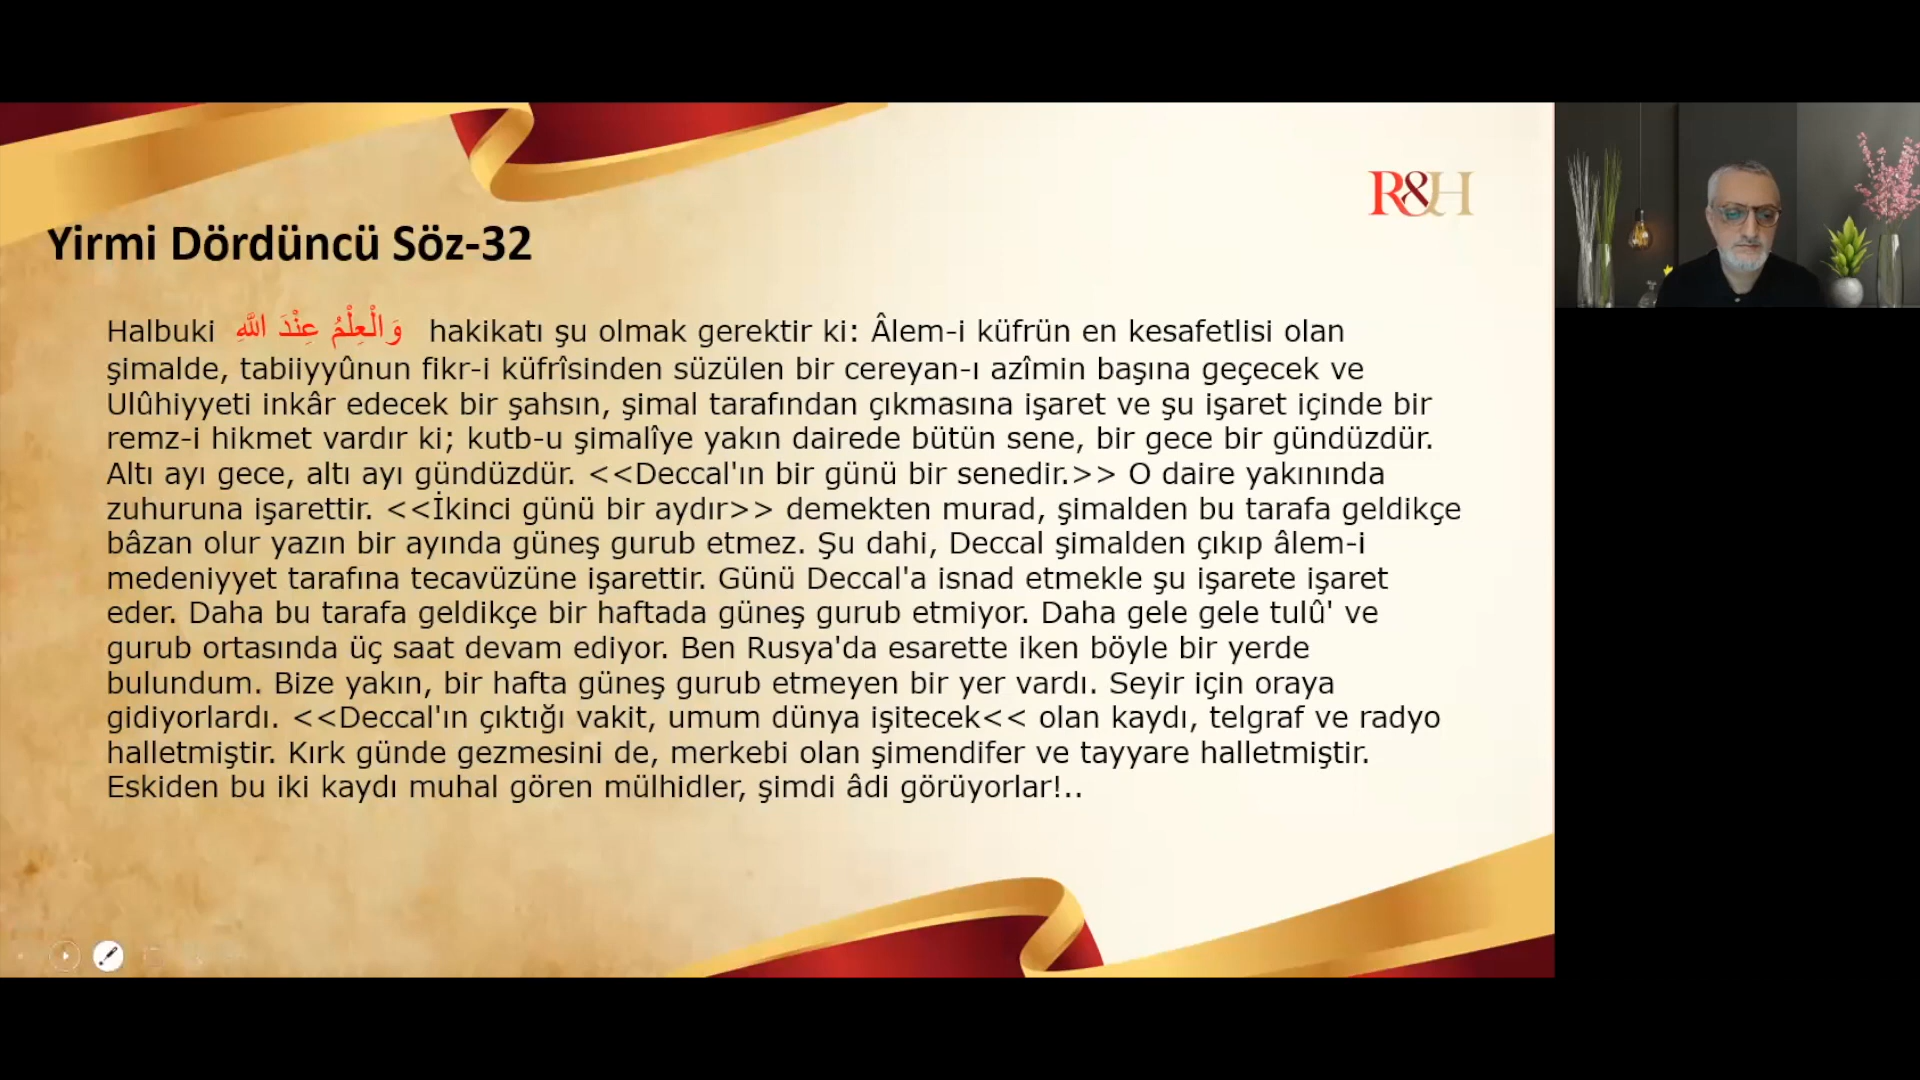 R&H
Yirmi Dördüncü Söz-32
Halbuki وَالْعِلْمُ عِنْدَ اللَّهِ hakikatı şu olmak gerektir ki: Âlem-i küfrün en kesafetlisi olan
şimalde, tabiiyyûnun fikr-i küfrîsinden süzülen bir cereyan-ı azîmin başına geçecek ve
Ulûhiyyeti inkâr edecek bir şahsın, şimal tarafından çıkmasına işaret ve şu işaret içinde bir
remz-i hikmet vardır ki; kutb-u şimalîye yakın dairede bütün sene, bir gece bir gündüzdür.
Altı ayı gece, altı ayı gündüzdür. <<Deccal'ın bir günü bir senedir.>> O daire yakınında
zuhuruna işarettir. <<İkinci günü bir aydır>> demekten murad, şimalden bu tarafa geldikçe
bâzan olur yazın bir ayında güneş gurub etmez. Şu dahi, Deccal şimalden çıkıp âlem-i
medeniyyet tarafına tecavüzüne işarettir. Günü Deccal'a isnad etmekle şu işarete işaret
eder. Daha bu tarafa geldikçe bir haftada güneş gurub etmiyor. Daha gele gele tulû' ve
gurub ortasında üç saat devam ediyor. Ben Rusya'da esarette iken böyle bir yerde
bulundum. Bize yakın, bir hafta güneş gurub etmeyen bir yer vardı. Seyir için oraya
gidiyorlardı. <<Deccal'ın çıktığı vakit, umum dünya işitecek<< olan kaydı, telgraf ve radyo
halletmiştir. Kırk günde gezmesini de, merkebi olan şimendifer ve tayyare halletmiştir.
Eskiden bu iki kaydı muhal gören mülhidler, şimdi âdi görüyorlar!..